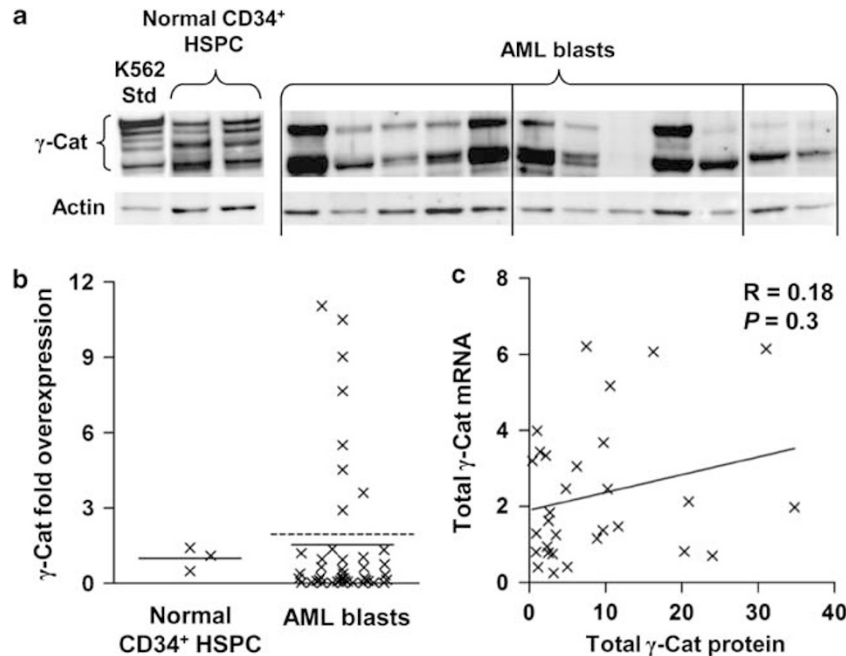 a
Normal CD34⁺
HSPC
K562
Std
AML blasts
γ-Cat
Actin
b
12
9
6
3
0
γ-Cat fold overexpression
Normal
CD34⁺ HSPC
AML blasts
c
R = 0.18
P = 0.3
8
6
4
2
0
Total γ-Cat mRNA
0
10
20
30
40
Total γ-Cat protein